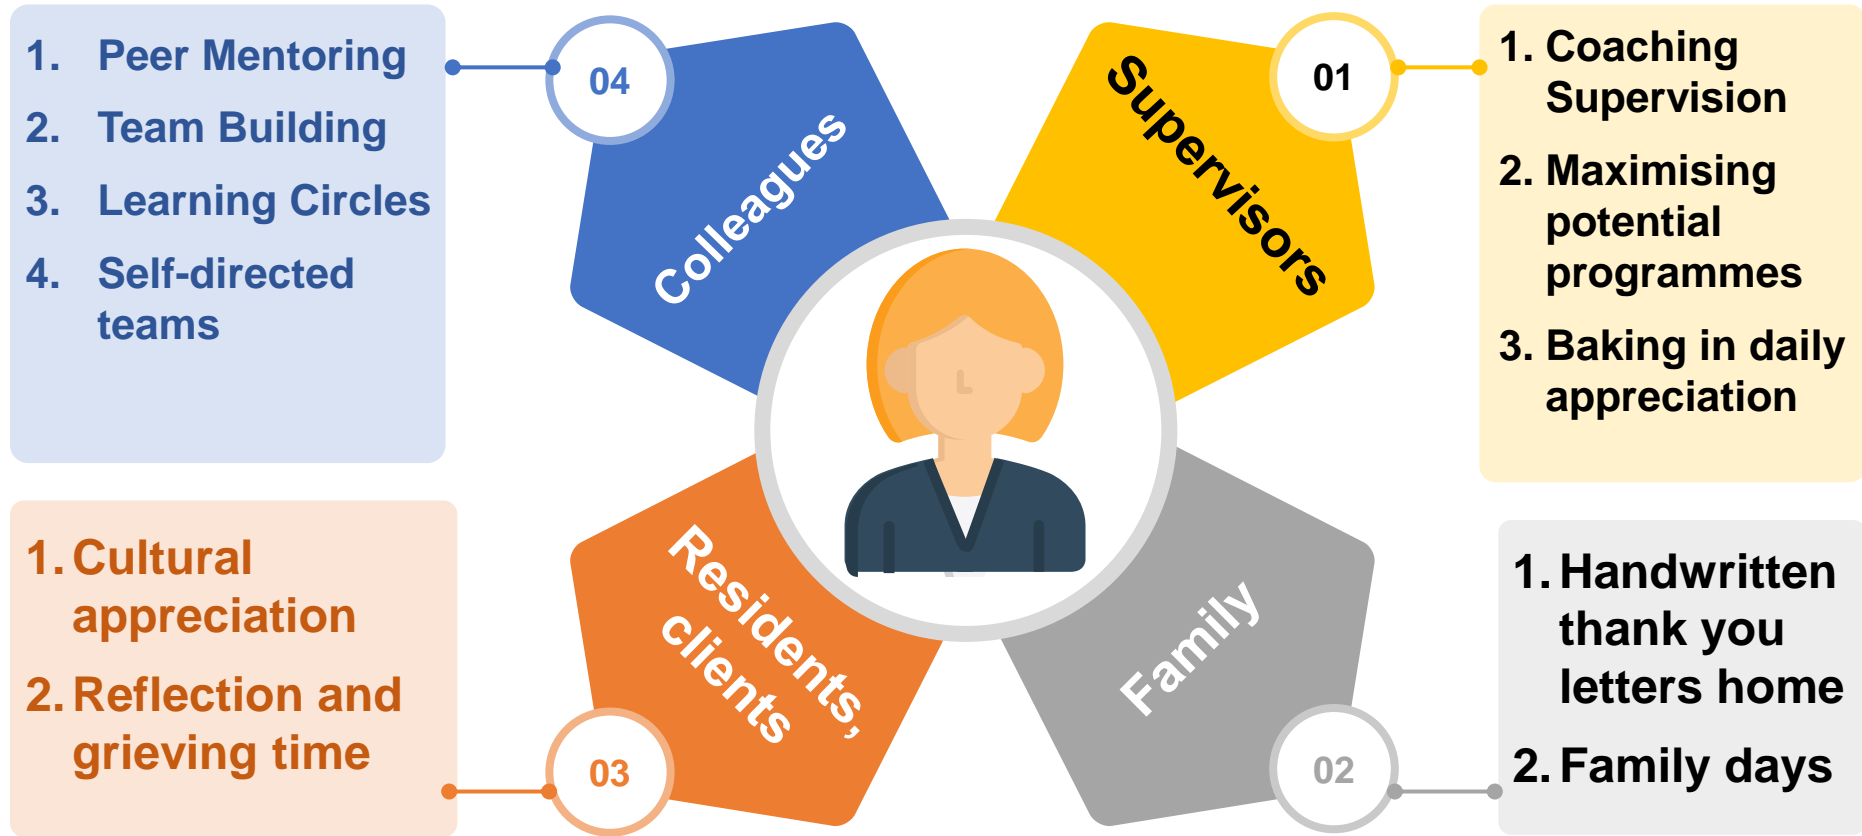 1. Peer Mentoring
2. Team Building
3. Learning Circles
4. Self-directed
teams
04
Colleagues
Supervisors
01
1. Coaching
Supervision
2. Maximising
potential
programmes
3. Baking in daily
appreciation
1. Cultural
appreciation
2. Reflection and
grieving time
03
Residents,
clients
Family
02
1. Handwritten
thank you
letters home
2. Family days